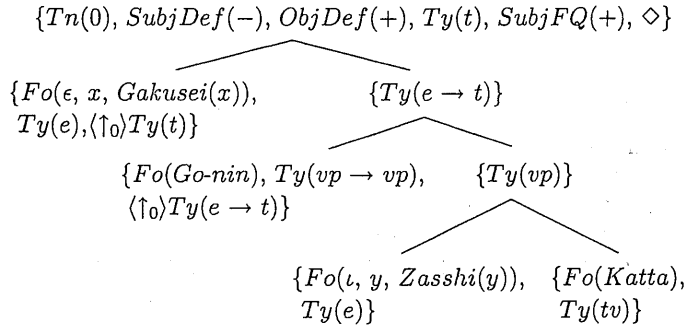 {Tn(0), SubjDef(−), ObjDef(+), Ty(t), SubjFQ(+), ◇}
{Fo(ϵ, x, Gakusei(x)), {Ty(e → t)}
Ty(e),⟨↑₀⟩Ty(t)}
{Fo(Go-nin), Ty(vp → vp), {Ty(vp)}
⟨↑₀⟩Ty(e → t)}
{Fo(ι, y, Zasshi(y)), {Fo(Katta),
Ty(e)} Ty(tv)}